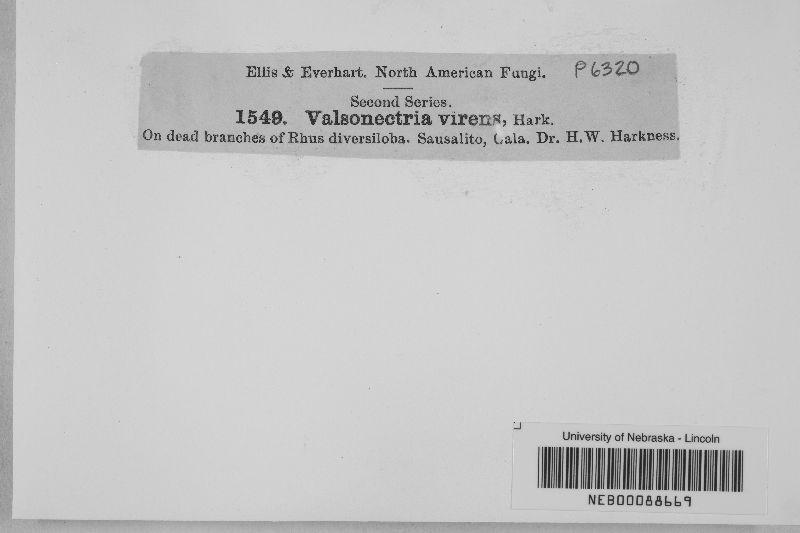 Ellis & Everhart. North American Fungi. P6320
Second Series.
1549. Valsonectria virens, Hark.
On dead branches of Rhus diversiloba. Sausalito, Cala. Dr. H.W. Harkness.
University of Nebraska - Lincoln
NEB00088669